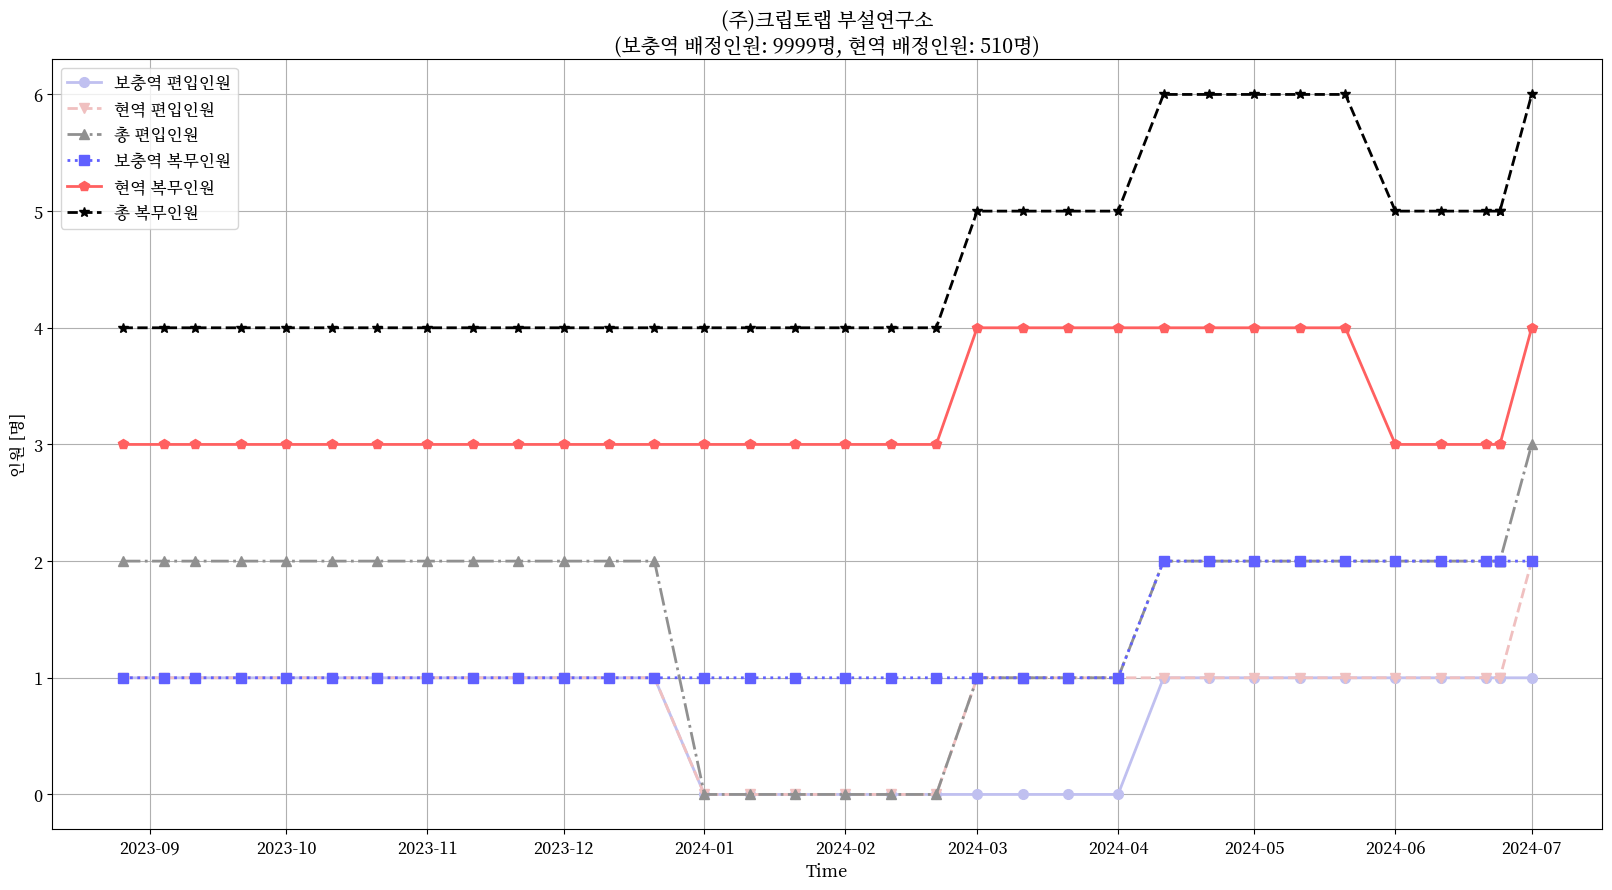 (주)크립토랩 부설연구소
(보충역 배정인원: 9999명, 현역 배정인원: 510명)
보충역 편입인원
현역 편입인원
총 편입인원
보충역 복무인원
현역 복무인원
총 복무인원
인원 [명]
6
5
4
3
2
1
0
2023-09 2023-10 2023-11 2023-12 2024-01 2024-02 2024-03 2024-04 2024-05 2024-06 2024-07
Time